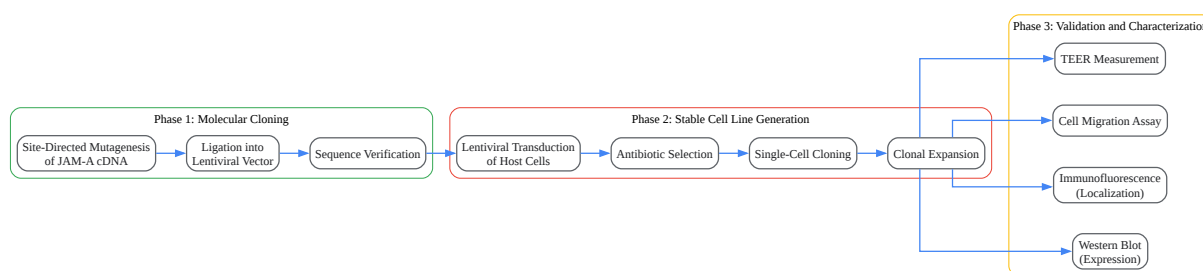 Phase 1: Molecular Cloning
Site-Directed Mutagenesis
of JAM-A cDNA
Ligation into
Lentiviral Vector
Sequence Verification
Phase 2: Stable Cell Line Generation
Lentiviral Transduction
of Host Cells
Antibiotic Selection
Single-Cell Cloning
Clonal Expansion
Phase 3: Validation and Characterization
TEER Measurement
Cell Migration Assay
Immunofluorescence
(Localization)
Western Blot
(Expression)